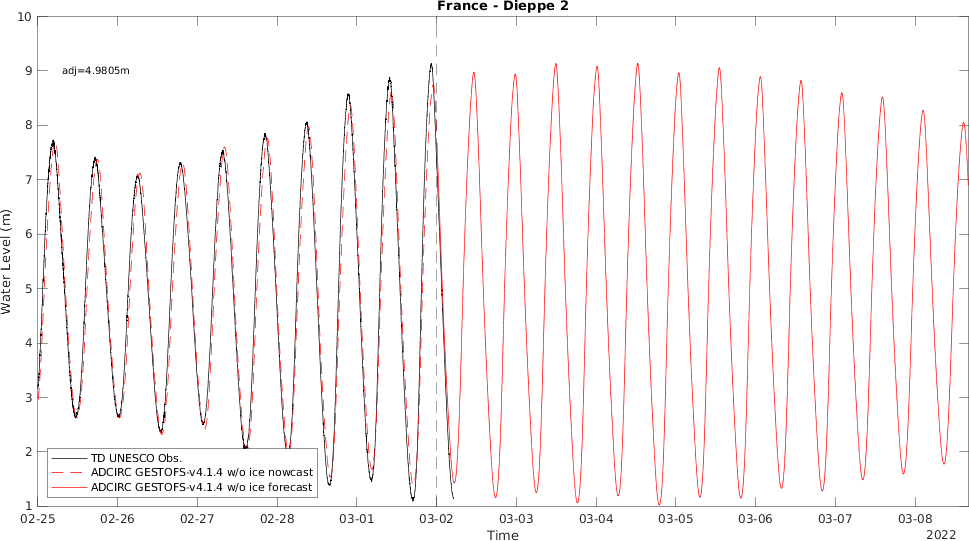 France - Dieppe 2
10
9
8
7
6
5
4
3
2
1
Water Level (m)
adj=4.9805m
TD UNESCO Obs.
ADCIRC GESTOFS-v4.1.4 w/o ice nowcast
ADCIRC GESTOFS-v4.1.4 w/o ice forecast
02-25 02-26 02-27 02-28 03-01 03-02 03-03 03-04 03-05 03-06 03-07 03-08
Time
2022